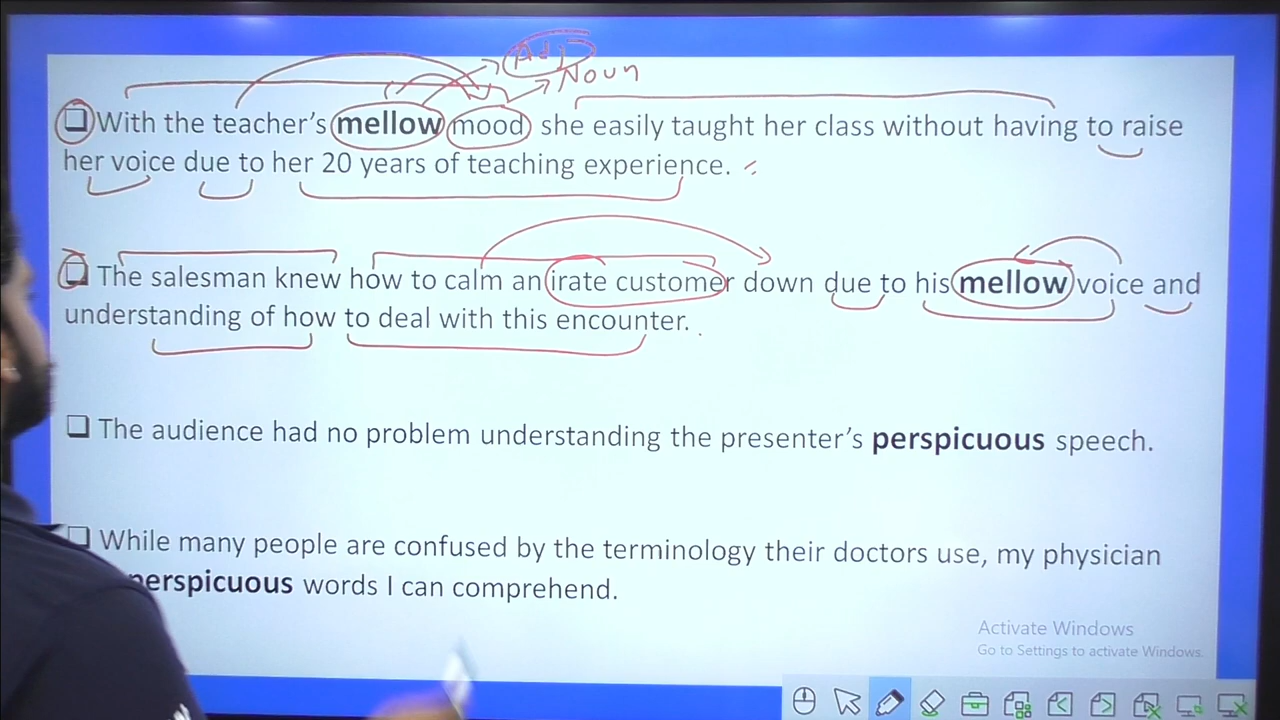 Adj
Noun
With the teacher's mellow mood she easily taught her class without having to raise
her voice due to her 20 years of teaching experience.
The salesman knew how to calm an irate customer down due to his mellow voice and
understanding of how to deal with this encounter.
The audience had no problem understanding the presenter's perspicuous speech.
While many people are confused by the terminology their doctors use, my physician
perspicuous words I can comprehend.
Activate Windows
Go to Settings to activate Windows.